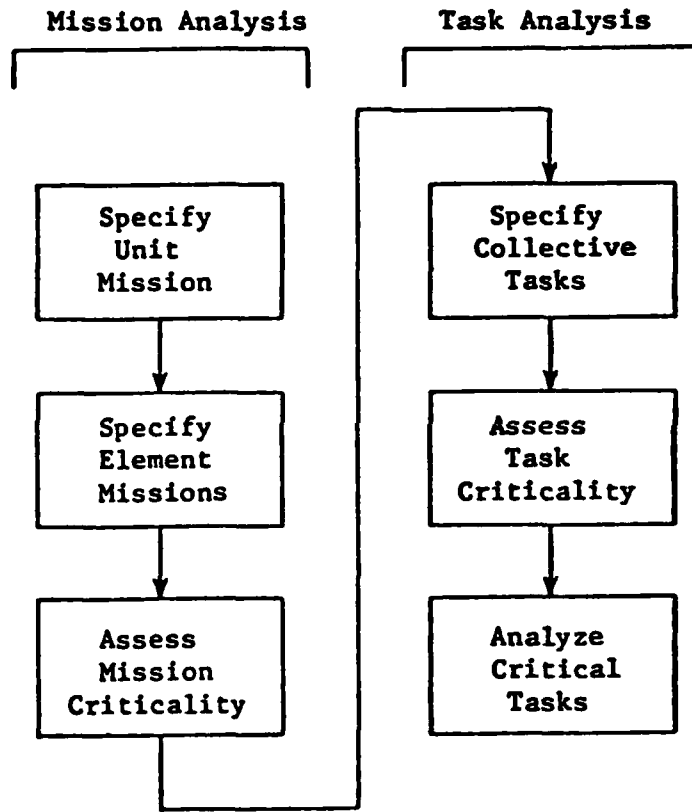 Mission Analysis
Task Analysis
Specify
Unit
Mission
Specify
Element
Missions
Assess
Mission
Criticality
Specify
Collective
Tasks
Assess
Task
Criticality
Analyze
Critical
Tasks